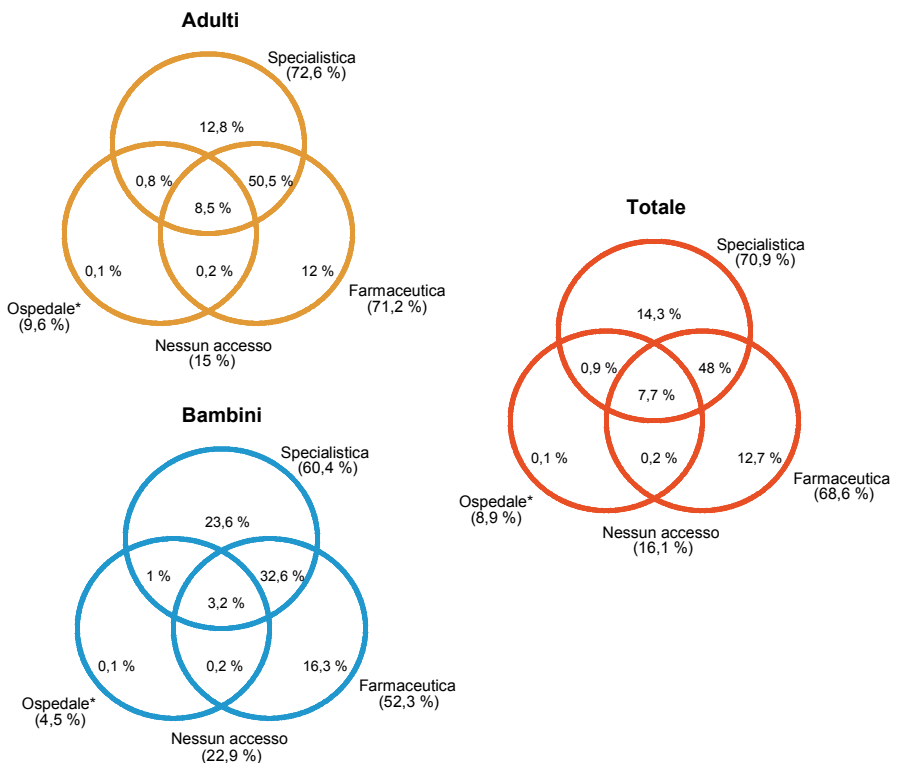 Adulti
Specialistica
(72,6 %)
12,8 %
0,8 %
50,5 %
8,5 %
0,1 %
0,2 %
12 %
Farmaceutica
(71,2 %)
Ospedale*
(9,6 %)
Nessun accesso
(15 %)
Bambini
Specialistica
(60,4 %)
23,6 %
1 %
32,6 %
3,2 %
0,1 %
0,2 %
16,3 %
Farmaceutica
(52,3 %)
Ospedale*
(4,5 %)
Nessun accesso
(22,9 %)
Totale
Specialistica
(70,9 %)
14,3 %
0,9 %
48 %
7,7 %
0,1 %
0,2 %
12,7 %
Farmaceutica
(68,6 %)
Ospedale*
(8,9 %)
Nessun accesso
(16,1 %)